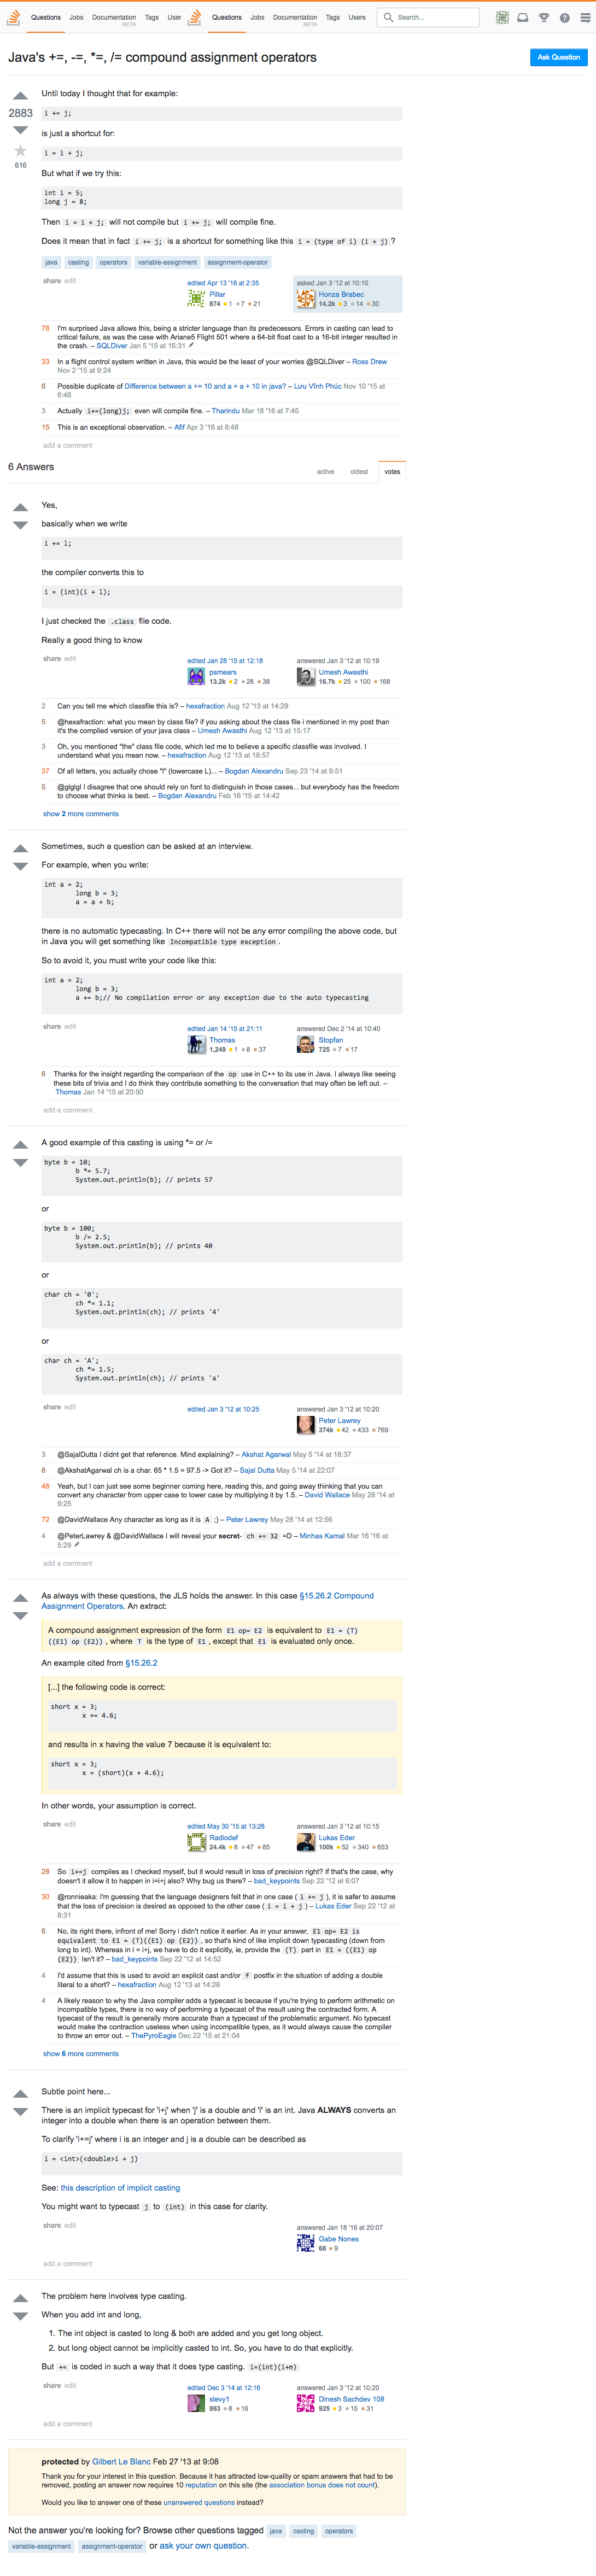 Questions Jobs Documentation BETA Tags User Questions Jobs Documentation BETA Tags Users Search...
Java's +=, -=, *=, /= compound assignment operators
Ask Question
Until today I thought that for example:
2883
i += j;
is just a shortcut for:
616
i = i + j;
But what if we try this:
int i = 5;
long j = 8;
Then i = i + j; will not compile but i += j; will compile fine.
Does it mean that in fact i += j; is a shortcut for something like this i = (type of i) (i + j) ?
java casting operators variable-assignment assignment-operator
share edit
edited Apr 13 '16 at 2:35
Pillar
874 1 7 21
asked Jan 3 '12 at 10:10
Honza Brabec
14.2k 3 14 30
78 I'm surprised Java allows this, being a stricter language than its predecessors. Errors in casting can lead to
critical failure, as was the case with Ariane5 Flight 501 where a 64-bit float cast to a 16-bit integer resulted in
the crash. – SQLDiver Jan 5 '15 at 16:31
33 In a flight control system written in Java, this would be the least of your worries @SQLDiver – Ross Drew
Nov 2 '15 at 9:24
6 Possible duplicate of Difference between a += 10 and a = a + 10 in java? – Lưu Vĩnh Phúc Nov 10 '15 at
6:46
3 Actually i+=(long)j; even will compile fine. – Tharindu Mar 18 '16 at 7:45
15 This is an exceptional observation. – Afif Apr 3 '16 at 8:48
add a comment
6 Answers
active oldest votes
Yes,
basically when we write
i += l;
the compiler converts this to
i = (int)(i + l);
I just checked the .class file code.
Really a good thing to know
share edit
edited Jan 28 '15 at 12:18
psmears
13.2k 2 28 38
answered Jan 3 '12 at 10:19
Umesh Awasthi
16.7k 25 100 168
2 Can you tell me which classfile this is? – hexafraction Aug 12 '13 at 14:29
5 @hexafraction: what you mean by class file? if you asking about the class file i mentioned in my post than
it's the complied version of your java class – Umesh Awasthi Aug 12 '13 at 15:17
3 Oh, you mentioned "the" class file code, which led me to believe a specific classfile was involved. I
understand what you mean now. – hexafraction Aug 12 '13 at 18:57
37 Of all letters, you actually chose "l" (lowercase L)... – Bogdan Alexandru Sep 23 '14 at 9:51
5 @glglgl I disagree that one should rely on font to distinguish in those cases... but everybody has the freedom
to choose what thinks is best. – Bogdan Alexandru Feb 16 '15 at 14:42
show 2 more comments
Sometimes, such a question can be asked at an interview.
For example, when you write:
int a = 2;
long b = 3;
a = a + b;
there is no automatic typecasting. In C++ there will not be any error compiling the above code, but
in Java you will get something like Incompatible type exception.
So to avoid it, you must write your code like this:
int a = 2;
long b = 3;
a += b;// No compilation error or any exception due to the auto typecasting
share edit
edited Jan 14 '15 at 21:11
Thomas
1,249 1 8 37
answered Dec 2 '14 at 10:40
Stopfan
725 7 17
6 Thanks for the insight regarding the comparison of the op use in C++ to its use in Java. I always like seeing
these bits of trivia and I do think they contribute something to the conversation that may often be left out. –
Thomas Jan 14 '15 at 20:50
add a comment
A good example of this casting is using *= or /=
byte b = 10;
b *= 5.7;
System.out.println(b); // prints 57
or
byte b = 100;
b /= 2.5;
System.out.println(b); // prints 40
or
char ch = '0';
ch *= 1.1;
System.out.println(ch); // prints '4'
or
char ch = 'A';
ch *= 1.5;
System.out.println(ch); // prints 'a'
share edit
edited Jan 3 '12 at 10:25
answered Jan 3 '12 at 10:20
Peter Lawrey
374k 42 433 769
3 @SajalDutta I didnt get that reference. Mind explaining? – Akshat Agarwal May 5 '14 at 18:37
8 @AkshatAgarwal ch is a char. 65 * 1.5 = 97.5 -> Got it? – Sajal Dutta May 5 '14 at 22:07
48 Yeah, but I can just see some beginner coming here, reading this, and going away thinking that you can
convert any character from upper case to lower case by multiplying it by 1.5. – David Wallace May 28 '14 at
9:25
72 @DavidWallace Any character as long as it is A ;) – Peter Lawrey May 28 '14 at 12:56
4 @PeterLawrey & @DavidWallace I will reveal your secret- ch += 32 =D – Minhas Kamal Mar 16 '16 at
5:29
add a comment
As always with these questions, the JLS holds the answer. In this case §15.26.2 Compound
Assignment Operators. An extract:
A compound assignment expression of the form E1 op= E2 is equivalent to E1 = (T)
((E1) op (E2)), where T is the type of E1, except that E1 is evaluated only once.
An example cited from §15.26.2
[...] the following code is correct:
short x = 3;
x += 4.6;
and results in x having the value 7 because it is equivalent to:
short x = 3;
x = (short)(x + 4.6);
In other words, your assumption is correct.
share edit
edited May 30 '15 at 13:28
Radiodef
24.4k 8 47 85
answered Jan 3 '12 at 10:15
Lukas Eder
100k 52 340 653
28 So i+=j compiles as I checked myself, but it would result in loss of precision right? If that's the case, why
doesn't it allow it to happen in i=i+j also? Why bug us there? – bad_keypoints Sep 22 '12 at 6:07
30 @ronnieaka: I'm guessing that the language designers felt that in one case ( i += j ), it is safer to assume
that the loss of precision is desired as opposed to the other case ( i = i + j ) – Lukas Eder Sep 22 '12 at
8:31
6 No, its right there, infront of me! Sorry i didn't notice it earlier. As in your answer, E1 op= E2 is
equivalent to E1 = (T)((E1) op (E2)), so that's kind of like implicit down typecasting (down from
long to int). Whereas in i = i+j, we have to do it explicitly, ie, provide the (T) part in E1 = ((E1) op
(E2)) Isn't it? – bad_keypoints Sep 22 '12 at 14:52
4 I'd assume that this is used to avoid an explicit cast and/or f postfix in the situation of adding a double
literal to a short? – hexafraction Aug 12 '13 at 14:28
4 A likely reason to why the Java compiler adds a typecast is because if you're trying to perform arithmetic on
incompatible types, there is no way of performing a typecast of the result using the contracted form. A
typecast of the result is generally more accurate than a typecast of the problematic argument. No typecast
would make the contraction useless when using incompatible types, as it would always cause the compiler
to throw an error out. – ThePyroEagle Dec 22 '15 at 21:04
show 6 more comments
Subtle point here...
There is an implicit typecast for 'i+j' when 'j' is a double and 'i' is an int. Java ALWAYS converts an
integer into a double when there is an operation between them.
To clarify 'i+=j' where i is an integer and j is a double can be described as
i = <int>(<double>i + j)
See: this description of implicit casting
You might want to typecast j to (int) in this case for clarity.
share edit
answered Jan 18 '16 at 20:07
Gabe Nones
68 9
add a comment
The problem here involves type casting.
When you add int and long,
1. The int object is casted to long & both are added and you get long object.
2. but long object cannot be implicitly casted to int. So, you have to do that explicitly.
But += is coded in such a way that it does type casting. i=(int)(i+m)
share edit
edited Dec 3 '14 at 12:16
slevy1
863 8 16
answered Jan 3 '12 at 10:20
Dinesh Sachdev 108
925 3 15 31
add a comment
protected by Gilbert Le Blanc Feb 27 '13 at 9:08
Thank you for your interest in this question. Because it has attracted low-quality or spam answers that had to be
removed, posting an answer now requires 10 reputation on this site (the association bonus does not count).
Would you like to answer one of these unanswered questions instead?
Not the answer you're looking for? Browse other questions tagged java casting operators
variable-assignment assignment-operator or ask your own question.